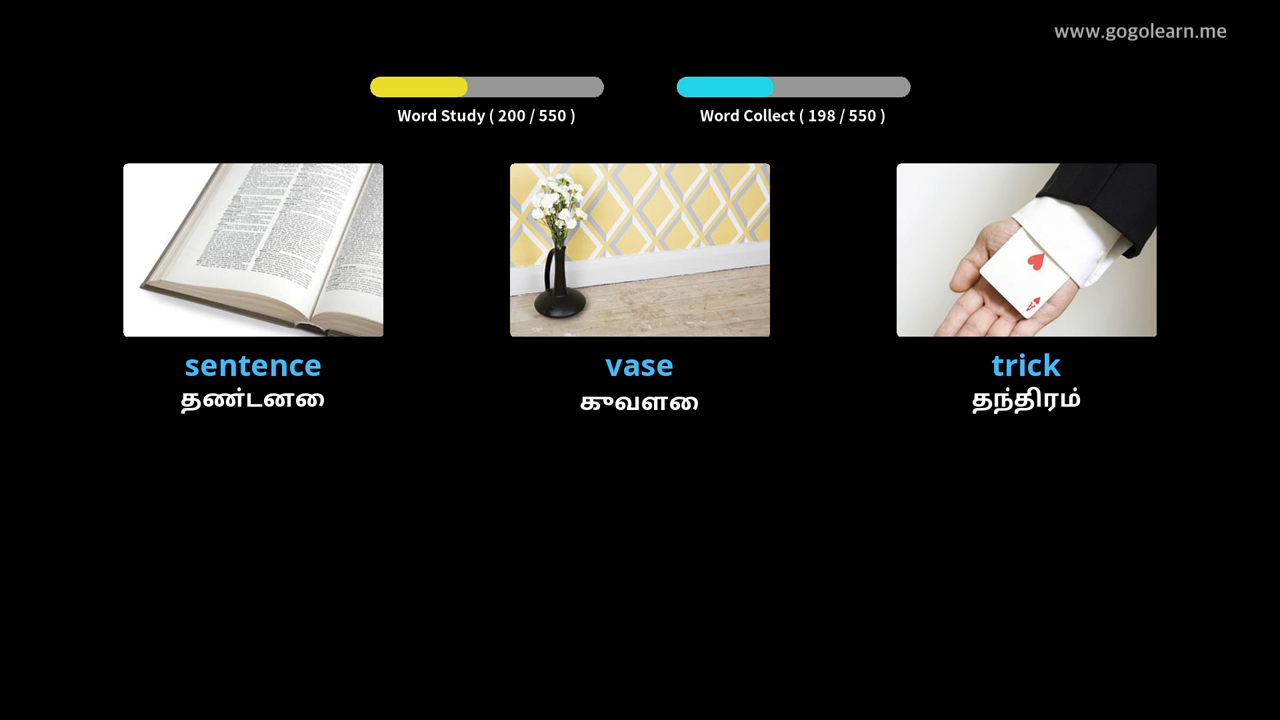 www.gogolearn.me
Word Study ( 200 / 550 )
Word Collect ( 198 / 550 )
sentence
vase
trick
தண்டனை
குவளை
தந்திரம்